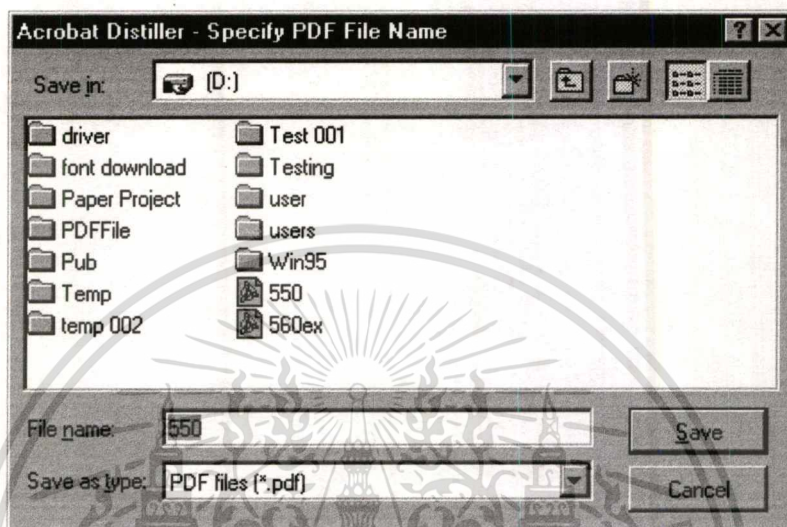 Acrobat Distiller - Specify PDF File Name
Save in: (D:)
driver
font download
Paper Project
PDFFile
Pub
Temp
temp 002
Test 001
Testing
user
users
Win95
550
560ex
File name: 550
Save
Save as type: PDF files (*.pdf)
Cancel